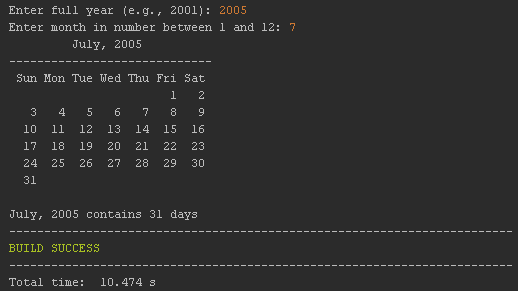 Enter full year (e.g., 2001): 2005
Enter month in number between 1 and 12: 7
         July, 2005
-----------------------------
 Sun Mon Tue Wed Thu Fri Sat
                       1   2
   3   4   5   6   7   8   9
  10  11  12  13  14  15  16
  17  18  19  20  21  22  23
  24  25  26  27  28  29  30
  31
July, 2005 contains 31 days
------------------------------------------------------------------------
BUILD SUCCESS
------------------------------------------------------------------------
Total time:  10.474 s